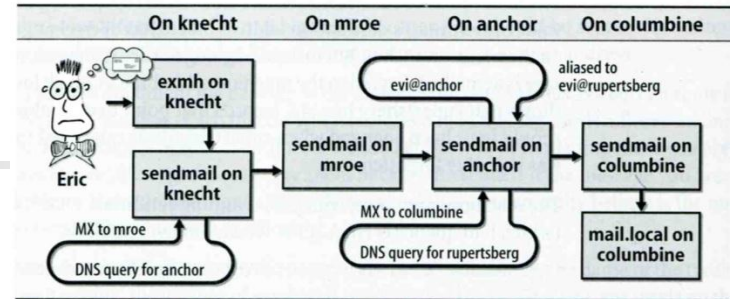 On knecht On mroe On anchor On columbine
exmh on
knecht
Eric
sendmail on
knecht
MX to mroe
DNS query for anchor
sendmail on
mroe
evi@anchor
aliased to
evi@rupertsberg
sendmail on
anchor
MX to columbine
DNS query for rupertsberg
sendmail on
columbine
mail.local on
columbine